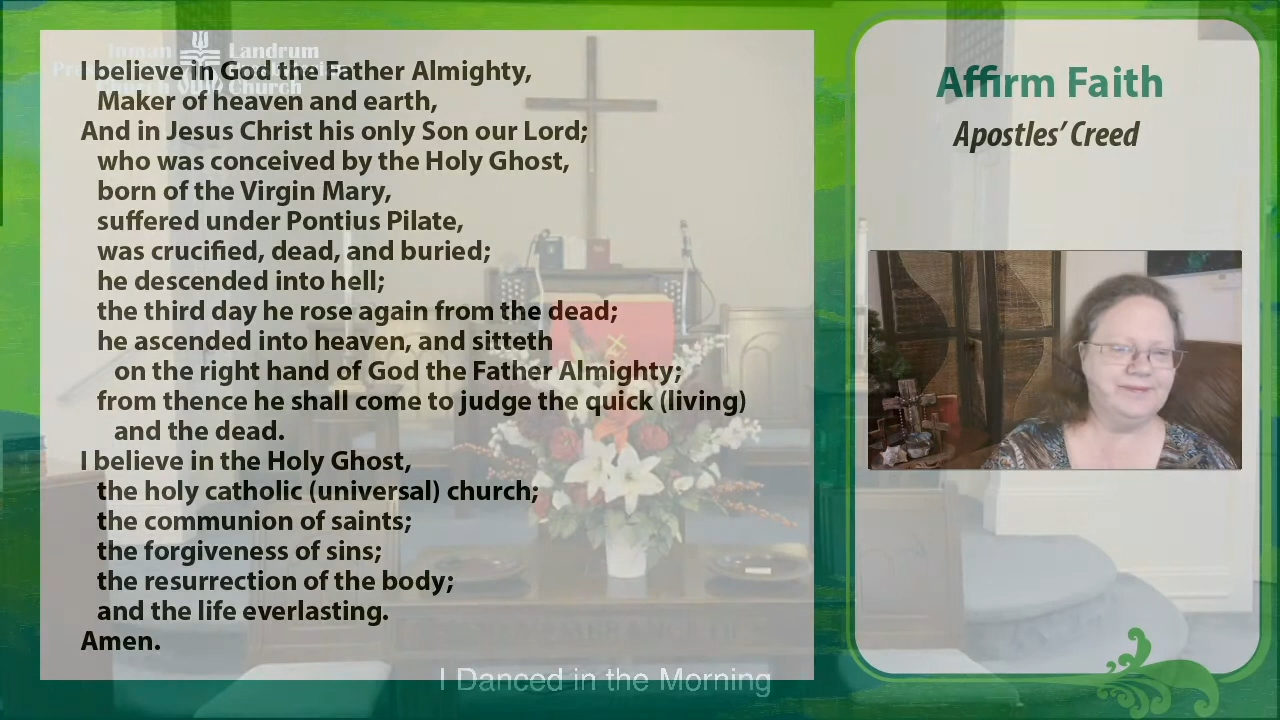 Inman
Landrum
Church
I believe in God the Father Almighty,
Maker of heaven and earth,
And in Jesus Christ his only Son our Lord;
who was conceived by the Holy Ghost,
born of the Virgin Mary,
suffered under Pontius Pilate,
was crucified, dead, and buried;
he descended into hell;
the third day he rose again from the dead;
he ascended into heaven, and sitteth
on the right hand of God the Father Almighty;
from thence he shall come to judge the quick (living)
and the dead.
I believe in the Holy Ghost,
the holy catholic (universal) church;
the communion of saints;
the forgiveness of sins;
the resurrection of the body;
and the life everlasting.
Amen.
I Danced in the Morning
Affirm Faith
Apostles’ Creed